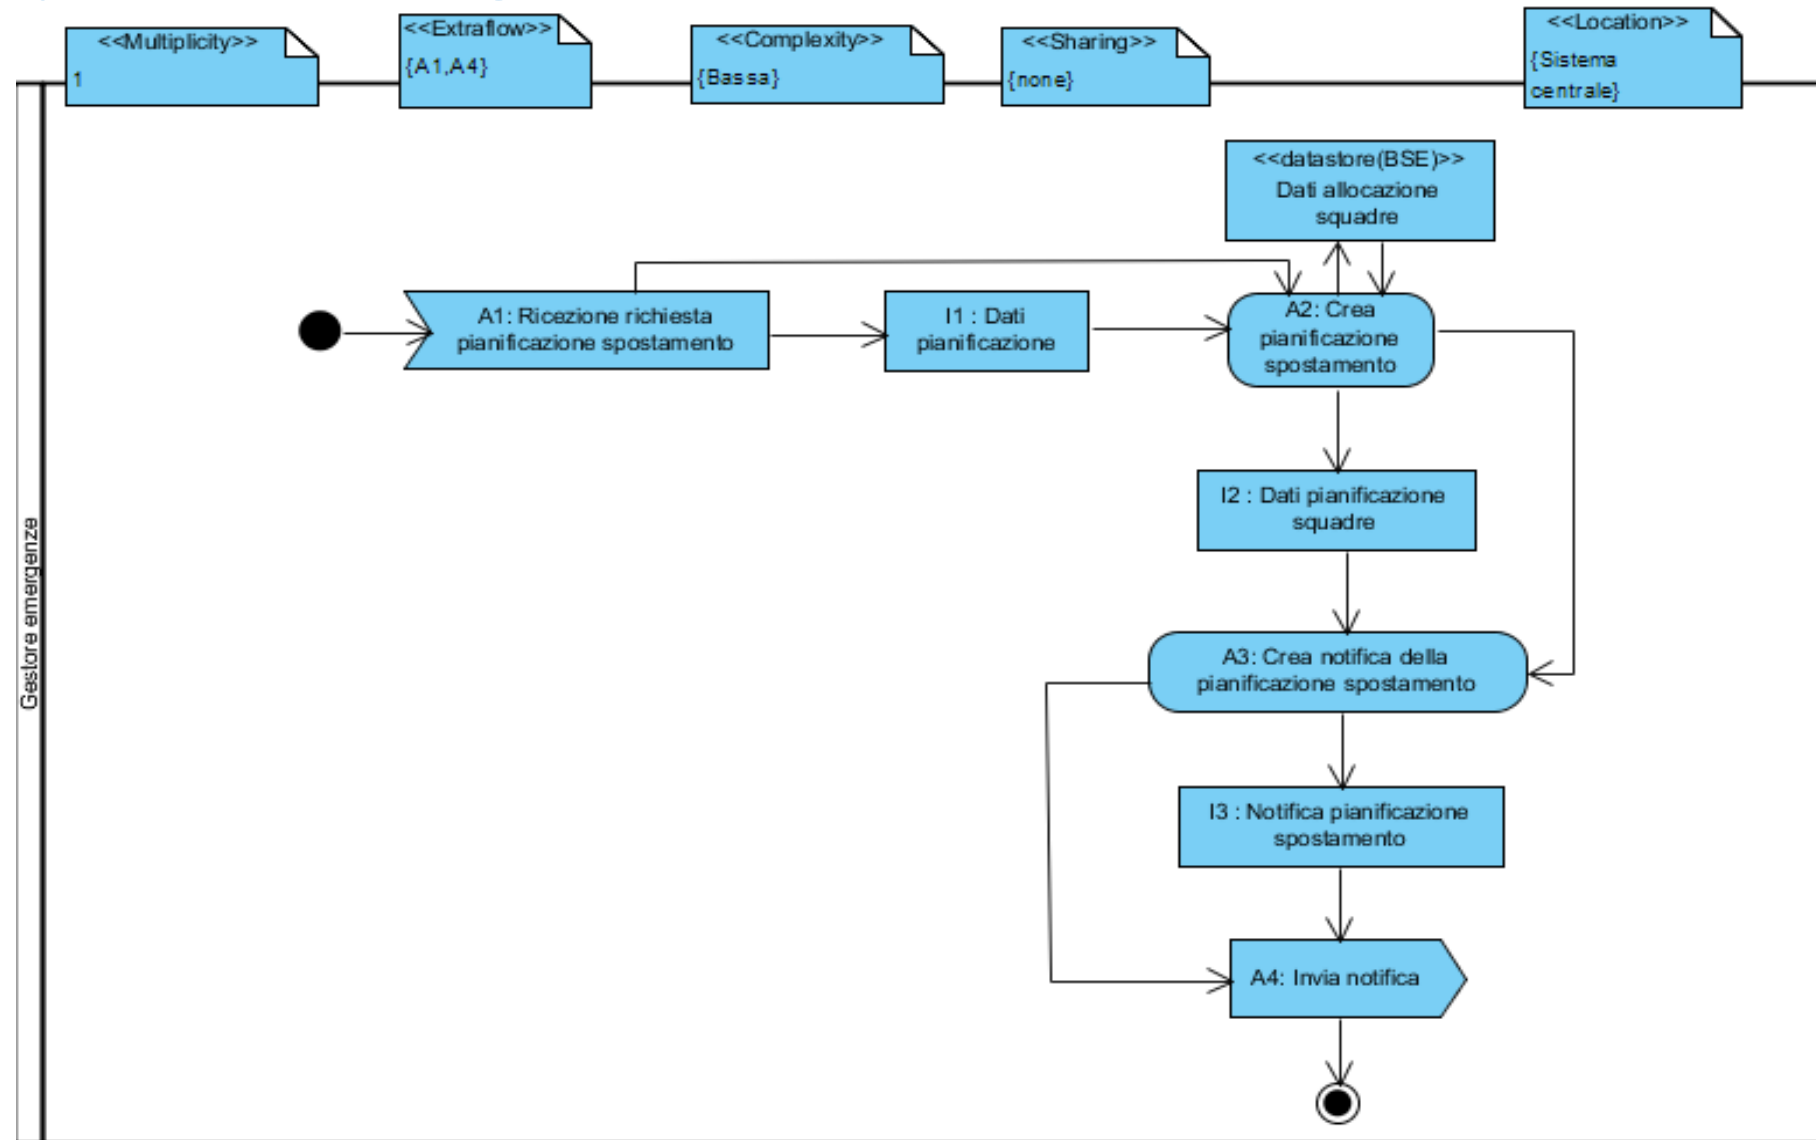 <<Multiplicity>>
1
<<Extraflow>>
{A1,A4}
<<Complexity>>
{Bassa}
<<Sharing>>
{none}
<<Location>>
{Sistema
centrale}
<<datastore(BSE)>>
Dati allocazione
squadre
A1: Ricezione richiesta
pianificazione spostamento
I1 : Dati
pianificazione
A2: Crea
pianificazione
spostamento
I2 : Dati pianificazione
squadre
Gestore emergenze
A3: Crea notifica della
pianificazione spostamento
I3 : Notifica pianificazione
spostamento
A4: Invia notifica